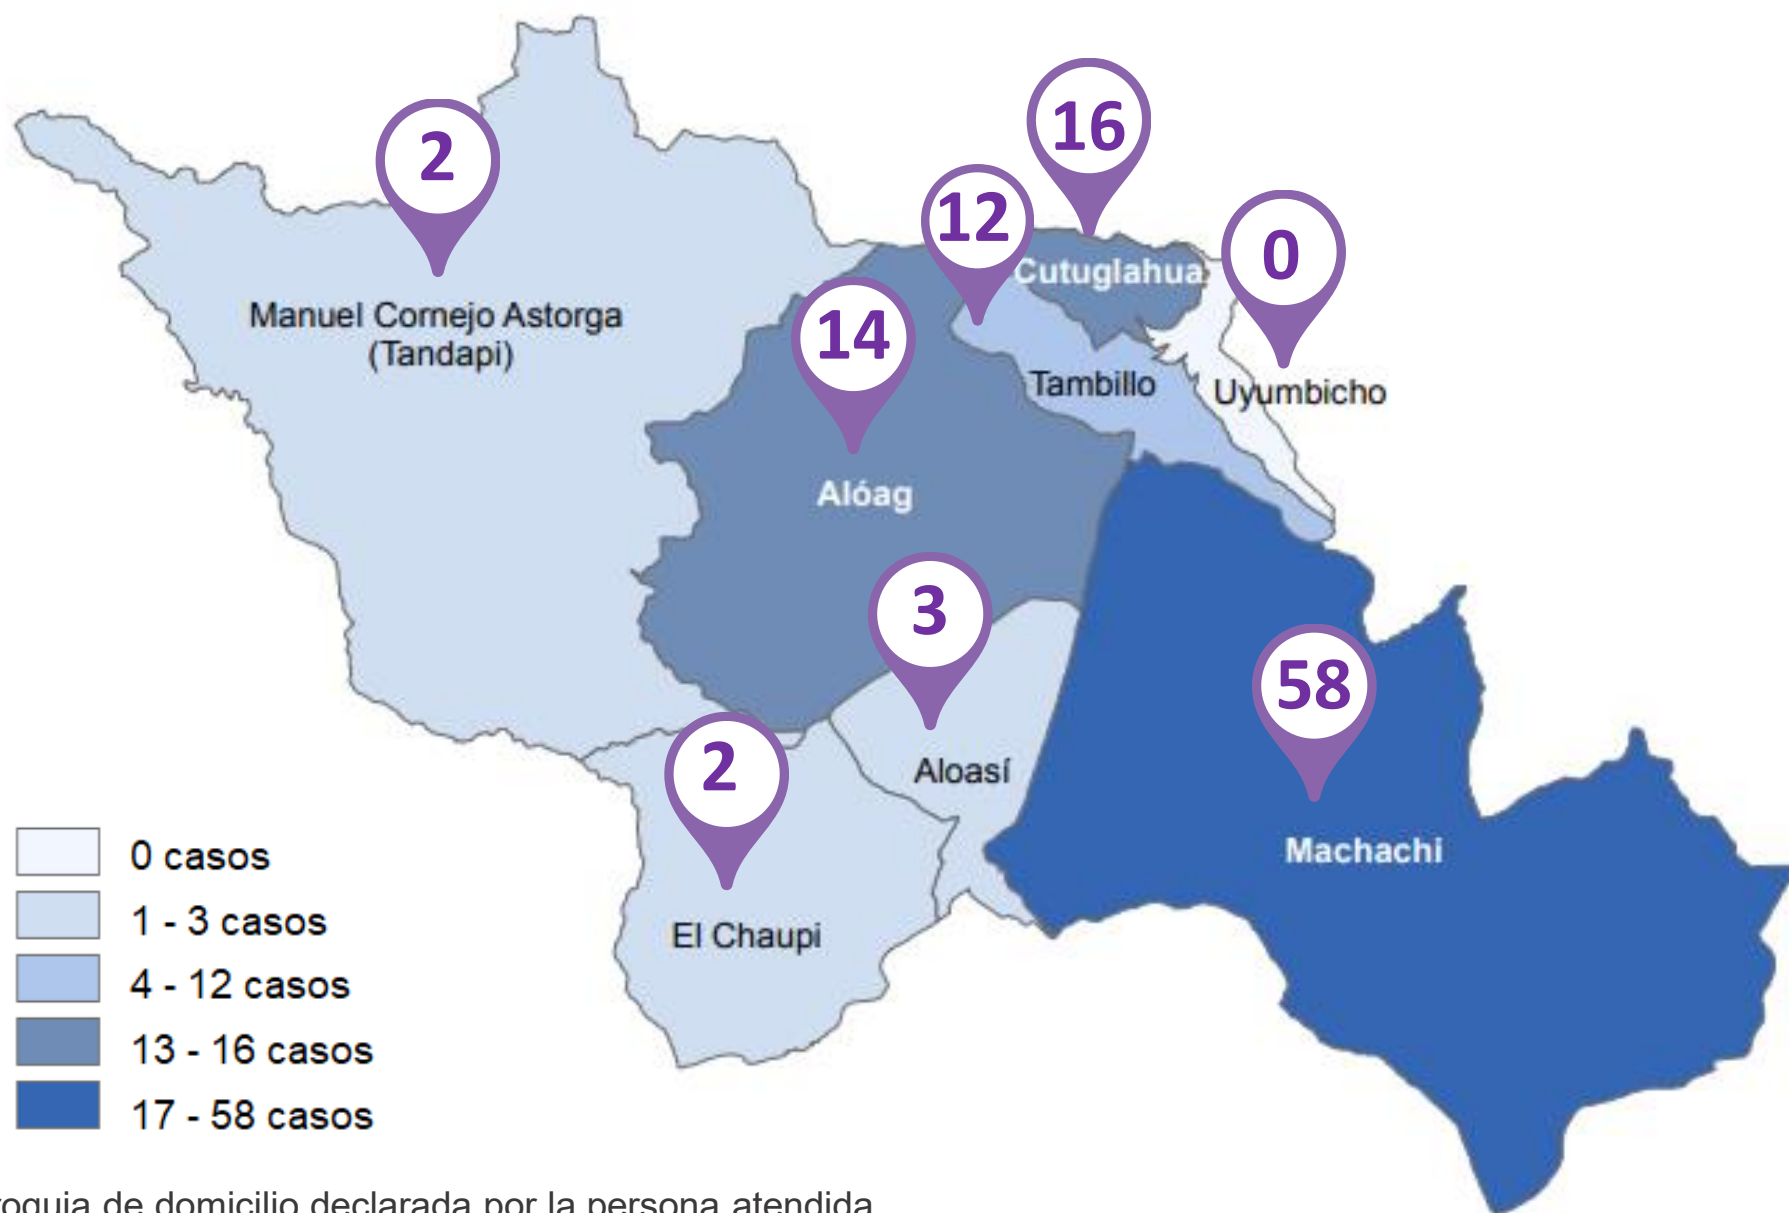 16
2
12
0
Cutuglahua
Manuel Cornejo Astorga
(Tandapi)
14
Tambillo
Uyumbicho
Alóag
3
58
2
Aloasí
Machachi
El Chaupi
0 casos
1 - 3 casos
4 - 12 casos
13 - 16 casos
17 - 58 casos
de domicilio declarada por la persona atendida